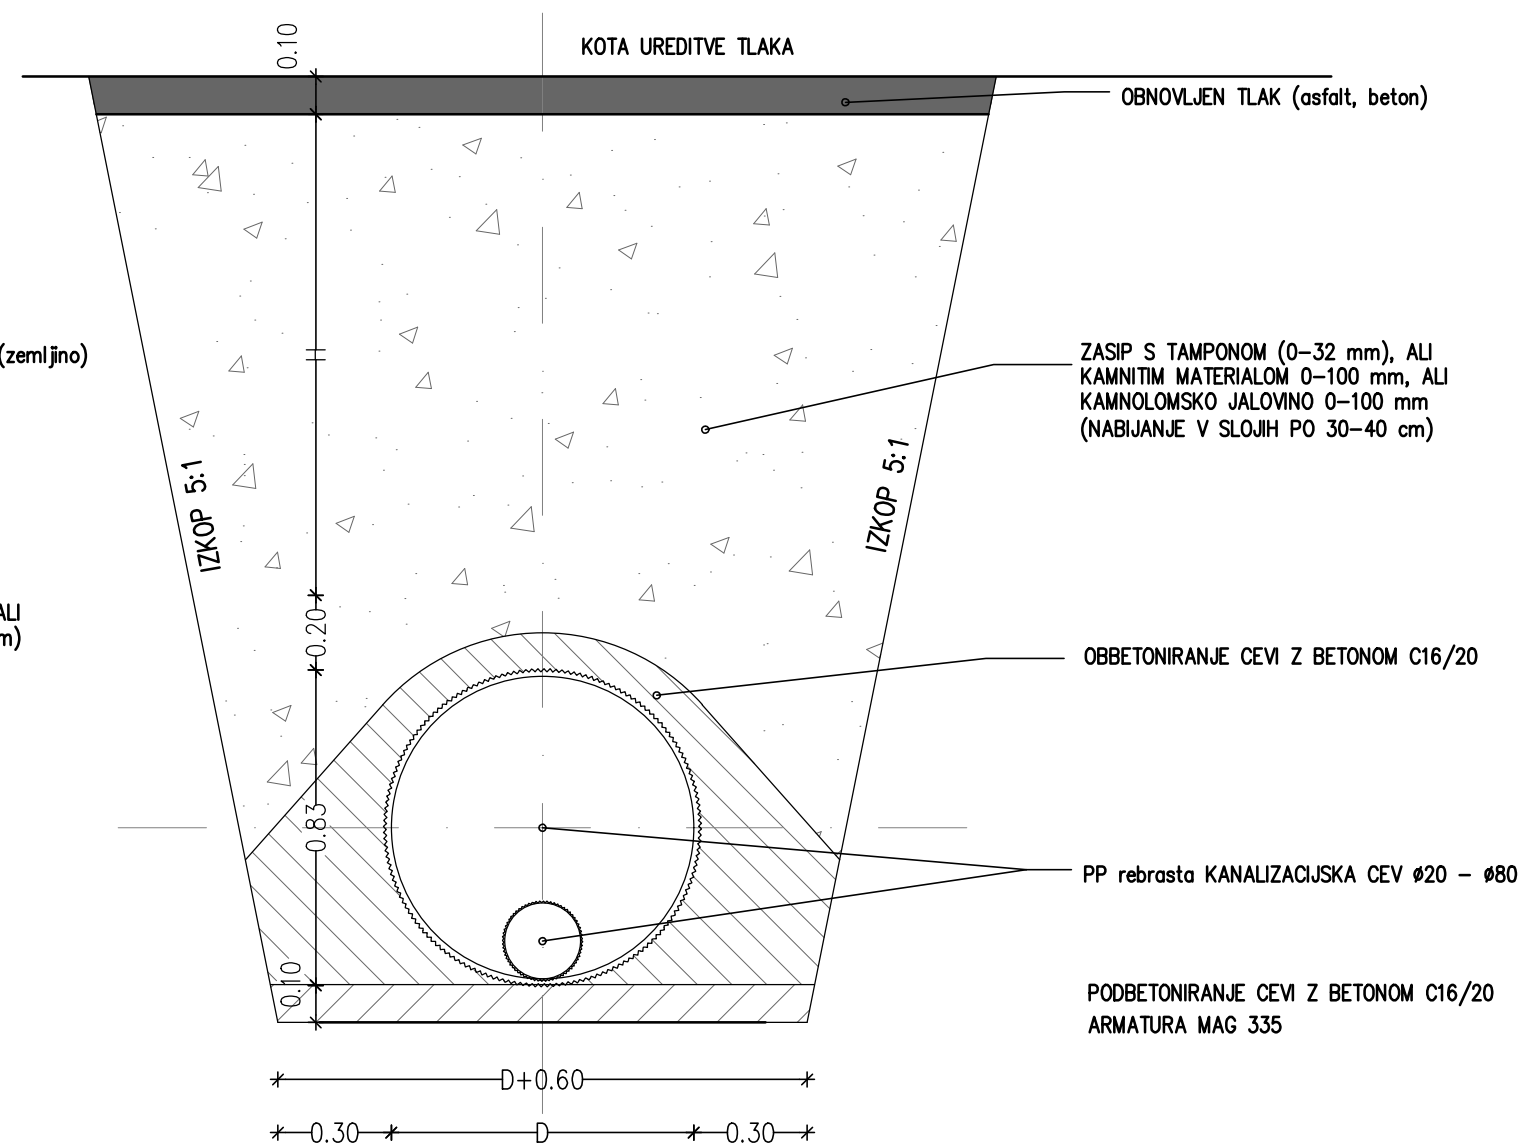 0.10
KOTA UREDITVE TLAKA
OBNOVLJEN TLAK (asfalt, beton)
(zemljino)
H
ZASIP S TAMPONOM (0-32 mm), ALI
KAMNITIM MATERIALOM 0-100 mm, ALI
KAMNOLOMSKO JALOVINO 0-100 mm
(NABIJANJE V SLOJIH PO 30-40 cm)
IZKOP 5:1
IZKOP 5:1
ALI
m)
0.20
OBBETONIRANJE CEVI Z BETONOM C16/20
0.83
PP rebrasta KANALIZACIJSKA CEV ø20 - ø80
0.10
PODBETONIRANJE CEVI Z BETONOM C16/20
ARMATURA MAG 335
D+0.60
0.30 D 0.30